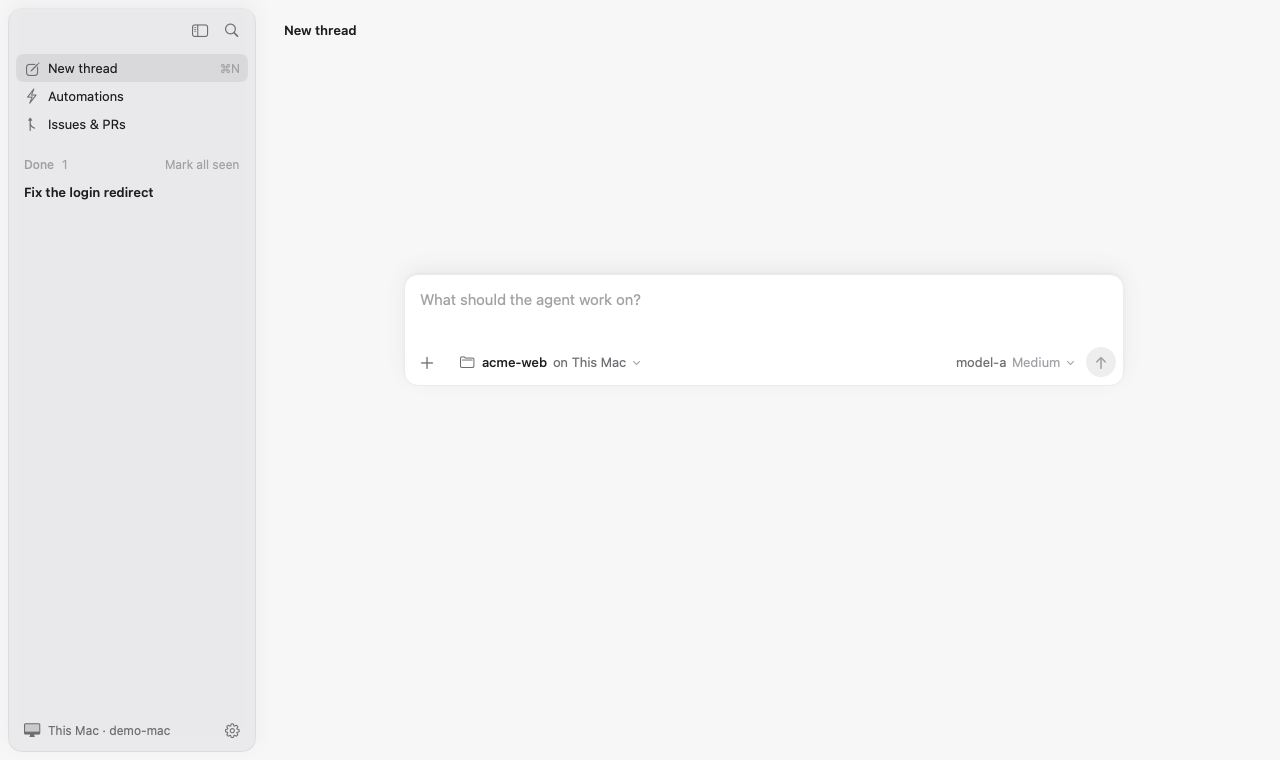 New thread
New thread ⌘N
Automations
Issues & PRs
Done 1 Mark all seen
Fix the login redirect
What should the agent work on?
acme-web on This Mac model-a Medium
This Mac · demo-mac